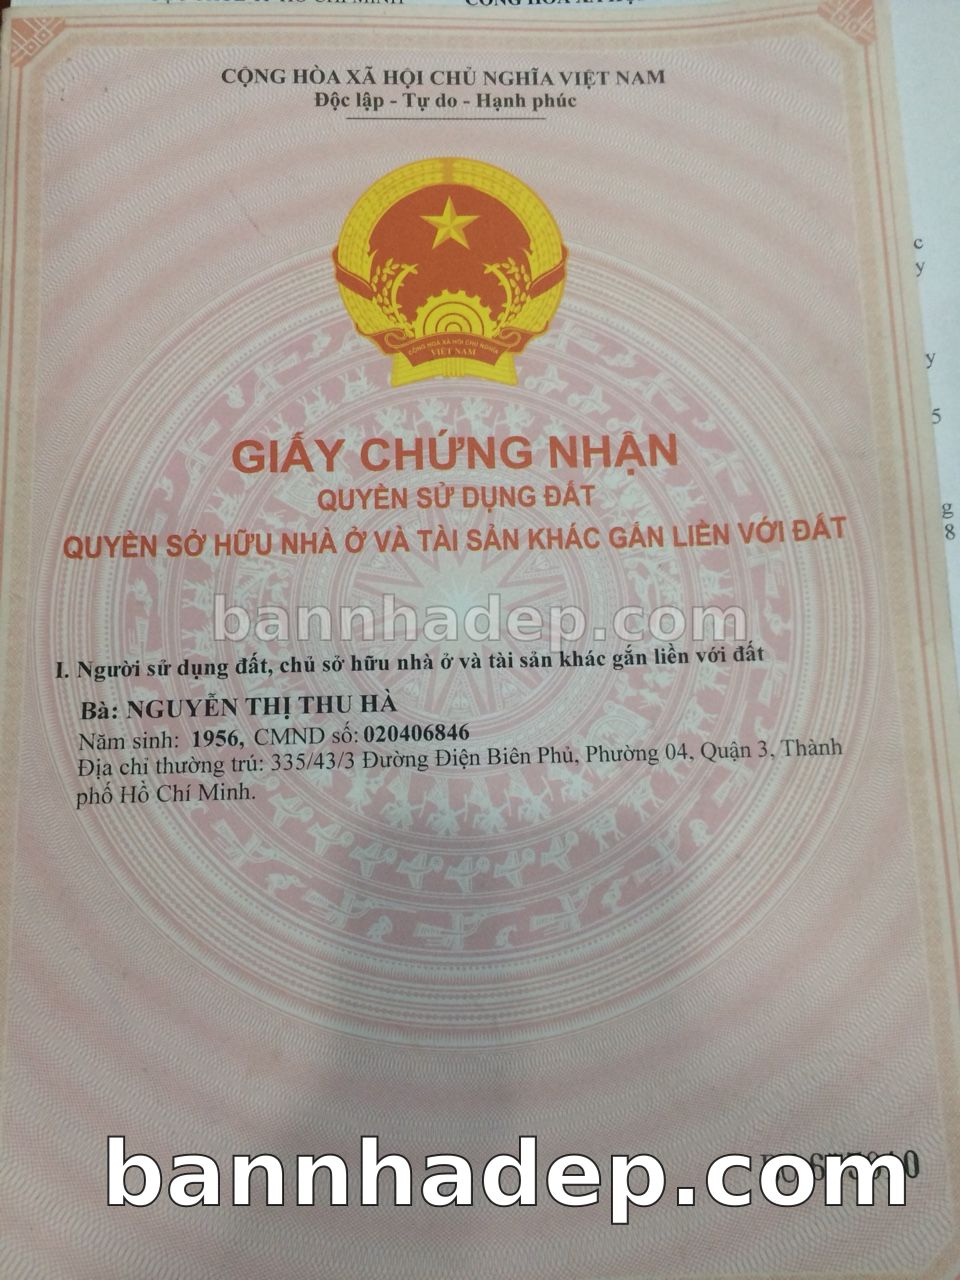 CỘNG HÒA XÃ HỘI CHỦ NGHĨA VIỆT NAM
Độc lập - Tự do - Hạnh phúc
CỘNG HÒA XÃ HỘI CHỦ NGHĨA
VIỆT NAM
GIẤY CHỨNG NHẬN
QUYỀN SỬ DỤNG ĐẤT
QUYỀN SỞ HỮU NHÀ Ở VÀ TÀI SẢN KHÁC GẮN LIỀN VỚI ĐẤT
bannhadep.com
I. Người sử dụng đất, chủ sở hữu nhà ở và tài sản khác gắn liền với đất
Bà: NGUYỄN THỊ THU HÀ
Năm sinh: 1956, CMND số: 020406846
Địa chỉ thường trú: 335/43/3 Đường Điện Biên Phủ, Phường 04, Quận 3, Thành
phố Hồ Chí Minh.
bannhadep.com